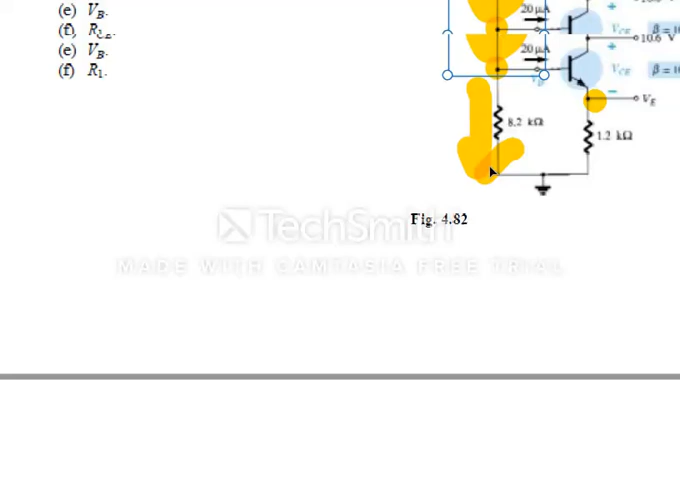 (e) V_B.
(f)
(e) V_B.
(f) R_1.
20 μA
V_CE
10.6 V
20 μA
V_CE
V_B
V_E
8.2 kΩ
1.2 kΩ
Fig. 4.82
TechSmith
MADE WITH CAMTASIA FREE TRIAL